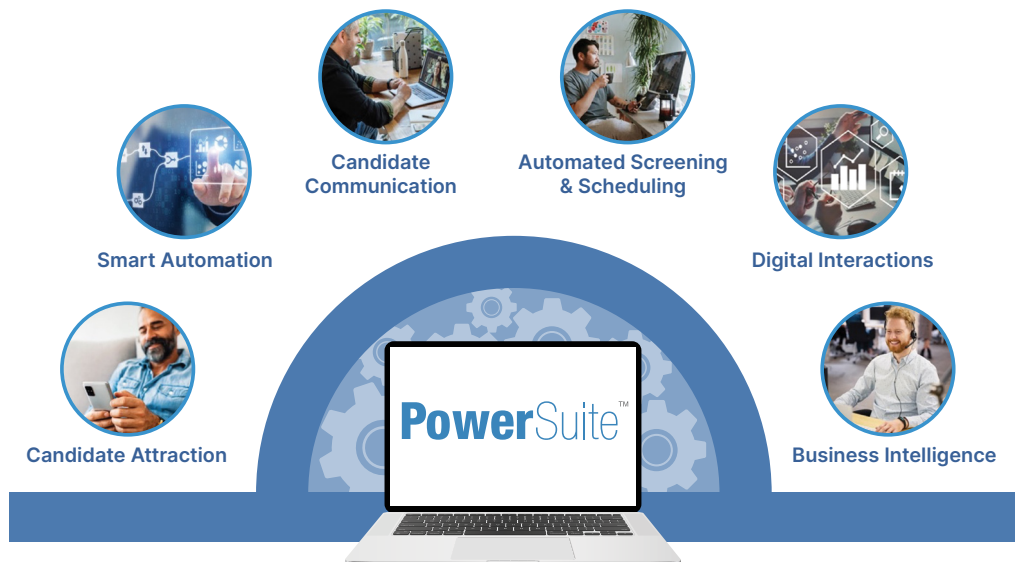 Candidate
Communication
Automated Screening
& Scheduling
Smart Automation
Digital Interactions
PowerSuite™
Candidate Attraction
Business Intelligence